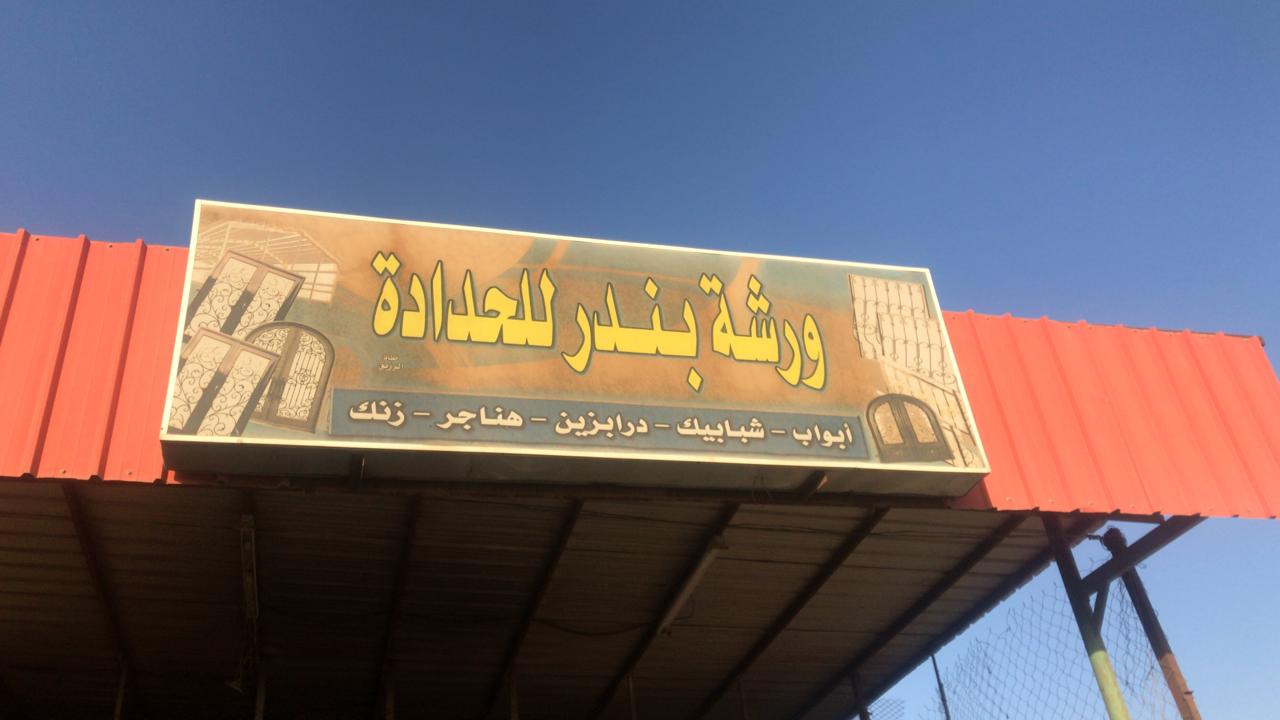 ورشة بندر للحدادة
أبواب - شبابيك - درابزين - هناجر - زنك